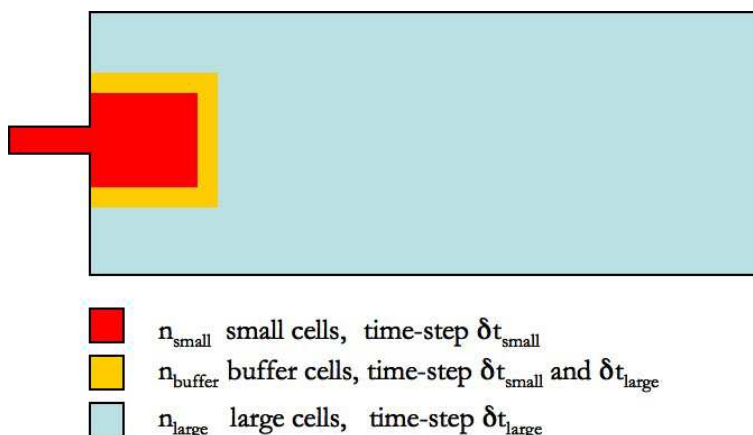 n_small small cells, time-step δt_small
n_buffer buffer cells, time-step δt_small and δt_large
n_large large cells, time-step δt_large